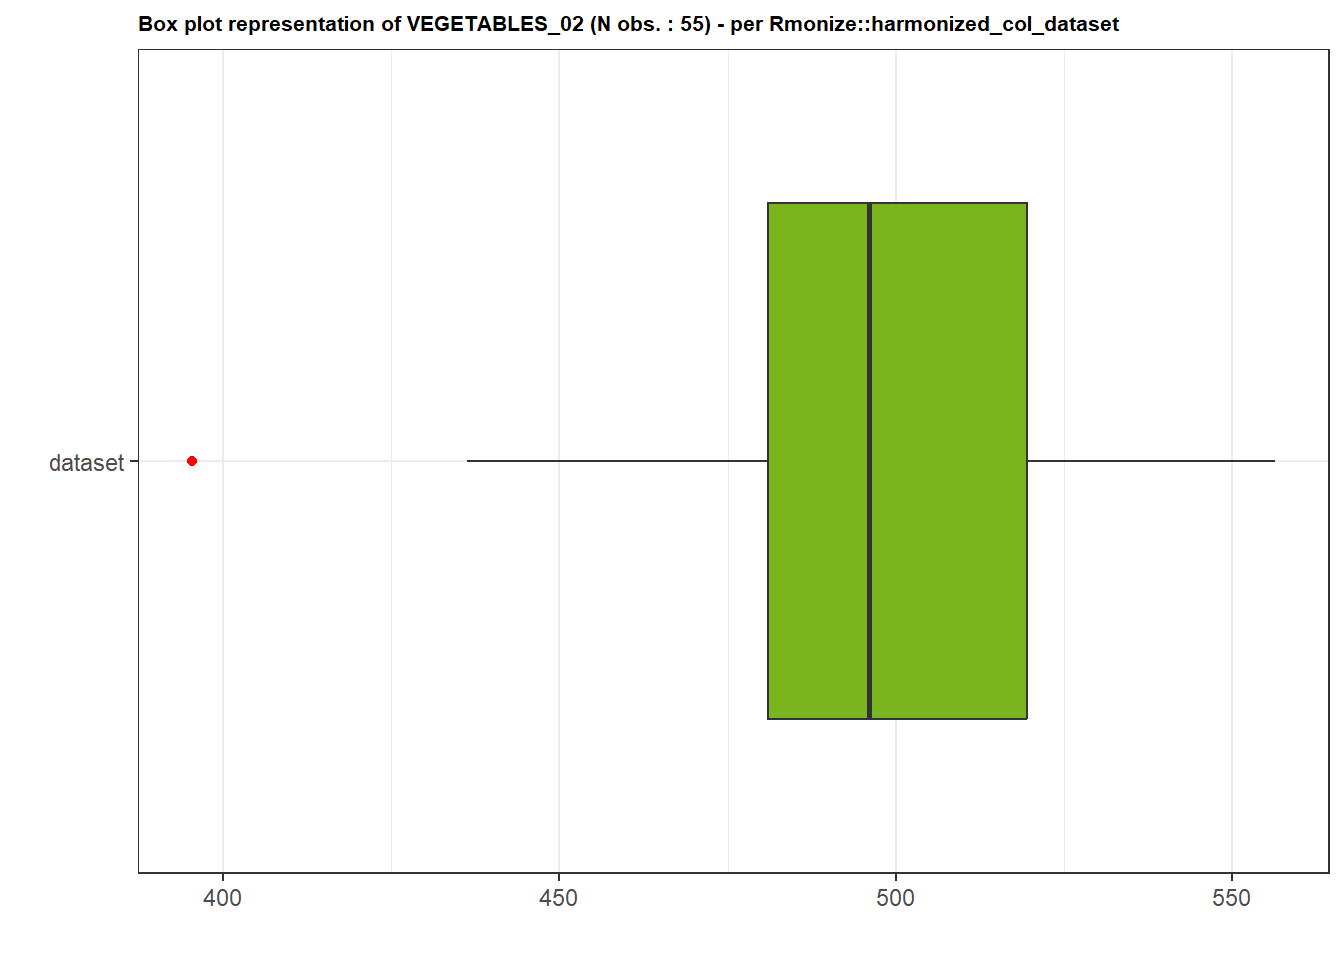 Box plot representation of VEGETABLES_02 (N obs. : 55) - per Rmonize::harmonized_col_dataset
dataset
400 450 500 550